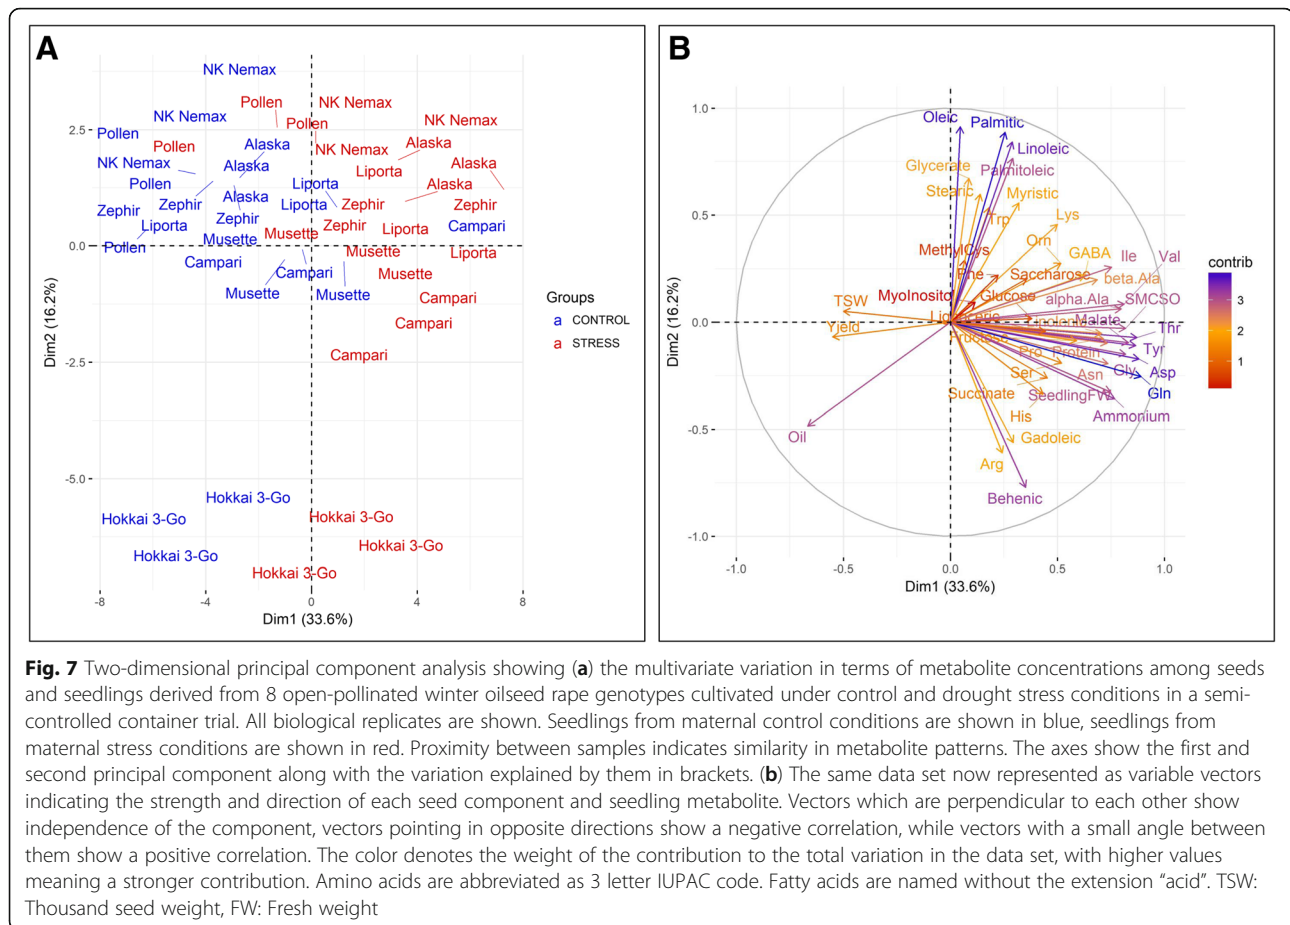 A
NK Nemax
Pollen
NK Nemax
NK Nemax
Pollen
NK Nemax
2.5
Pollen
Pollen
Alaska
NK Nemax
Alaska
NK Nemax
Alaska
Liporta
Alaska
Pollen
Liporta
Alaska
Zephir
Alaska
Liporta
Zephir
Zephir
Zephir
Liporta
Zephir
Zephir
Liporta
Campari
Pollen
Musette
Musette
0.0
Musette
Liporta
Campari
Campari
Musette
Musette
Musette
Campari
Campari
Campari
-2.5
-5.0
Hokkai 3-Go
Hokkai 3-Go
Hokkai 3-Go
Hokkai 3-Go
Hokkai 3-Go
Hokkai 3-Go
-8
-4
0
4
8
Dim1 (33.6%)
Dim2 (16.2%)
Groups
a CONTROL
a STRESS
B
1.0
Oleic
Palmitic
Linoleic
Glycerate
Palmitoleic
Stearic
Myristic
0.5
Trp
Lys
Orn
MethylCys
GABA
Ile
Val
Phe
Saccharose
beta.Ala
MyoInositol
Glucose
alpha.Ala
SMCSO
TSW
Malate
0.0
Yield
Thr
Fructose
Pro
Protein
Tyr
Ser
Asn
Gly
Asp
Succinate
SeedlingFW
Gln
His
Ammonium
-0.5
Oil
Gadoleic
Arg
Behenic
-1.0
-1.0
-0.5
0.0
0.5
1.0
Dim1 (33.6%)
Dim2 (16.2%)
contrib
3
2
1
Fig. 7 Two-dimensional principal component analysis showing (a) the multivariate variation in terms of metabolite concentrations among seeds
and seedlings derived from 8 open-pollinated winter oilseed rape genotypes cultivated under control and drought stress conditions in a semi-
controlled container trial. All biological replicates are shown. Seedlings from maternal control conditions are shown in blue, seedlings from
maternal stress conditions are shown in red. Proximity between samples indicates similarity in metabolite patterns. The axes show the first and
second principal component along with the variation explained by them in brackets. (b) The same data set now represented as variable vectors
indicating the strength and direction of each seed component and seedling metabolite. Vectors which are perpendicular to each other show
independence of the component, vectors pointing in opposite directions show a negative correlation, while vectors with a small angle between
them show a positive correlation. The color denotes the weight of the contribution to the total variation in the data set, with higher values
meaning a stronger contribution. Amino acids are abbreviated as 3 letter IUPAC code. Fatty acids are named without the extension “acid”. TSW:
Thousand seed weight, FW: Fresh weight